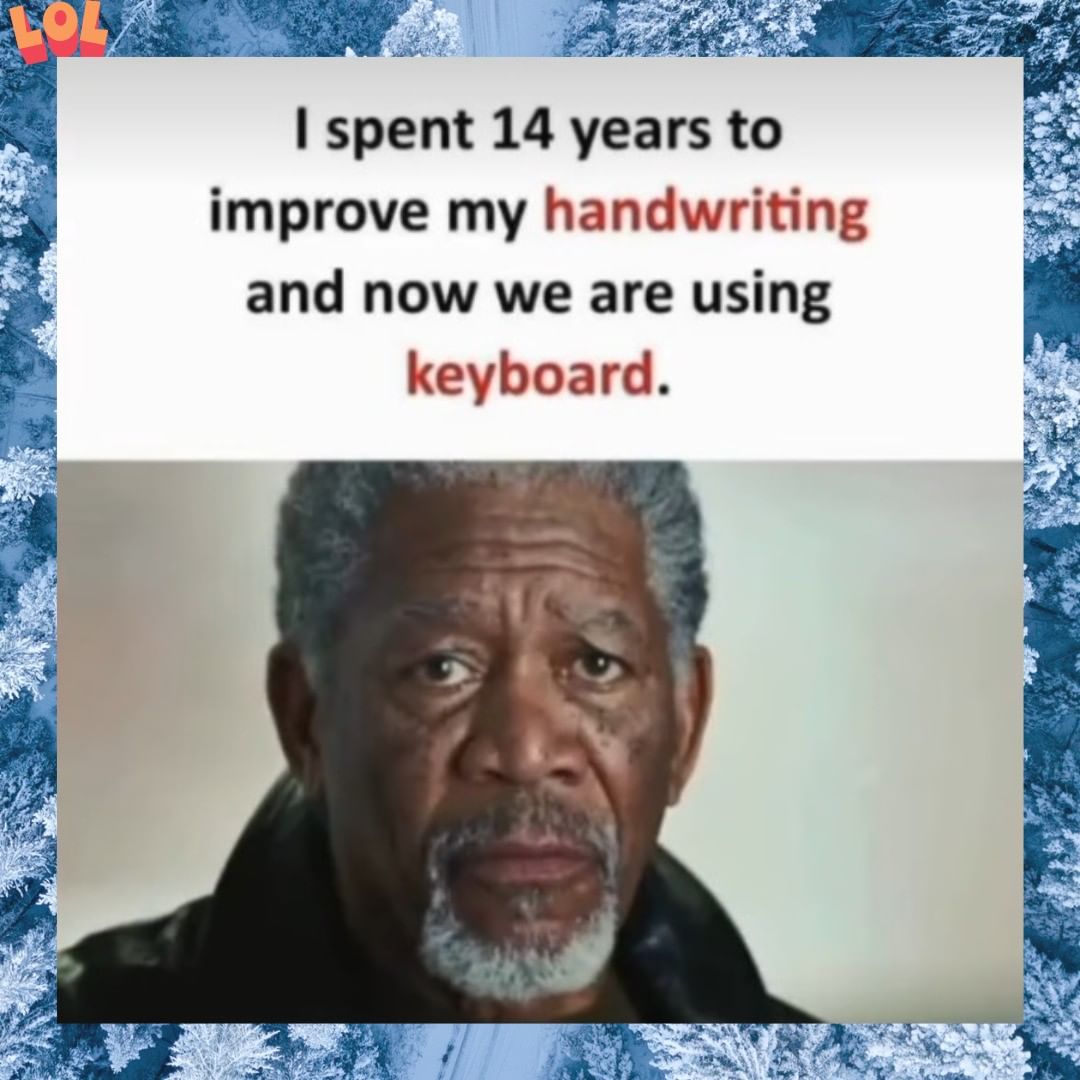 LOL
I spent 14 years to
improve my handwriting
and now we are using
keyboard.